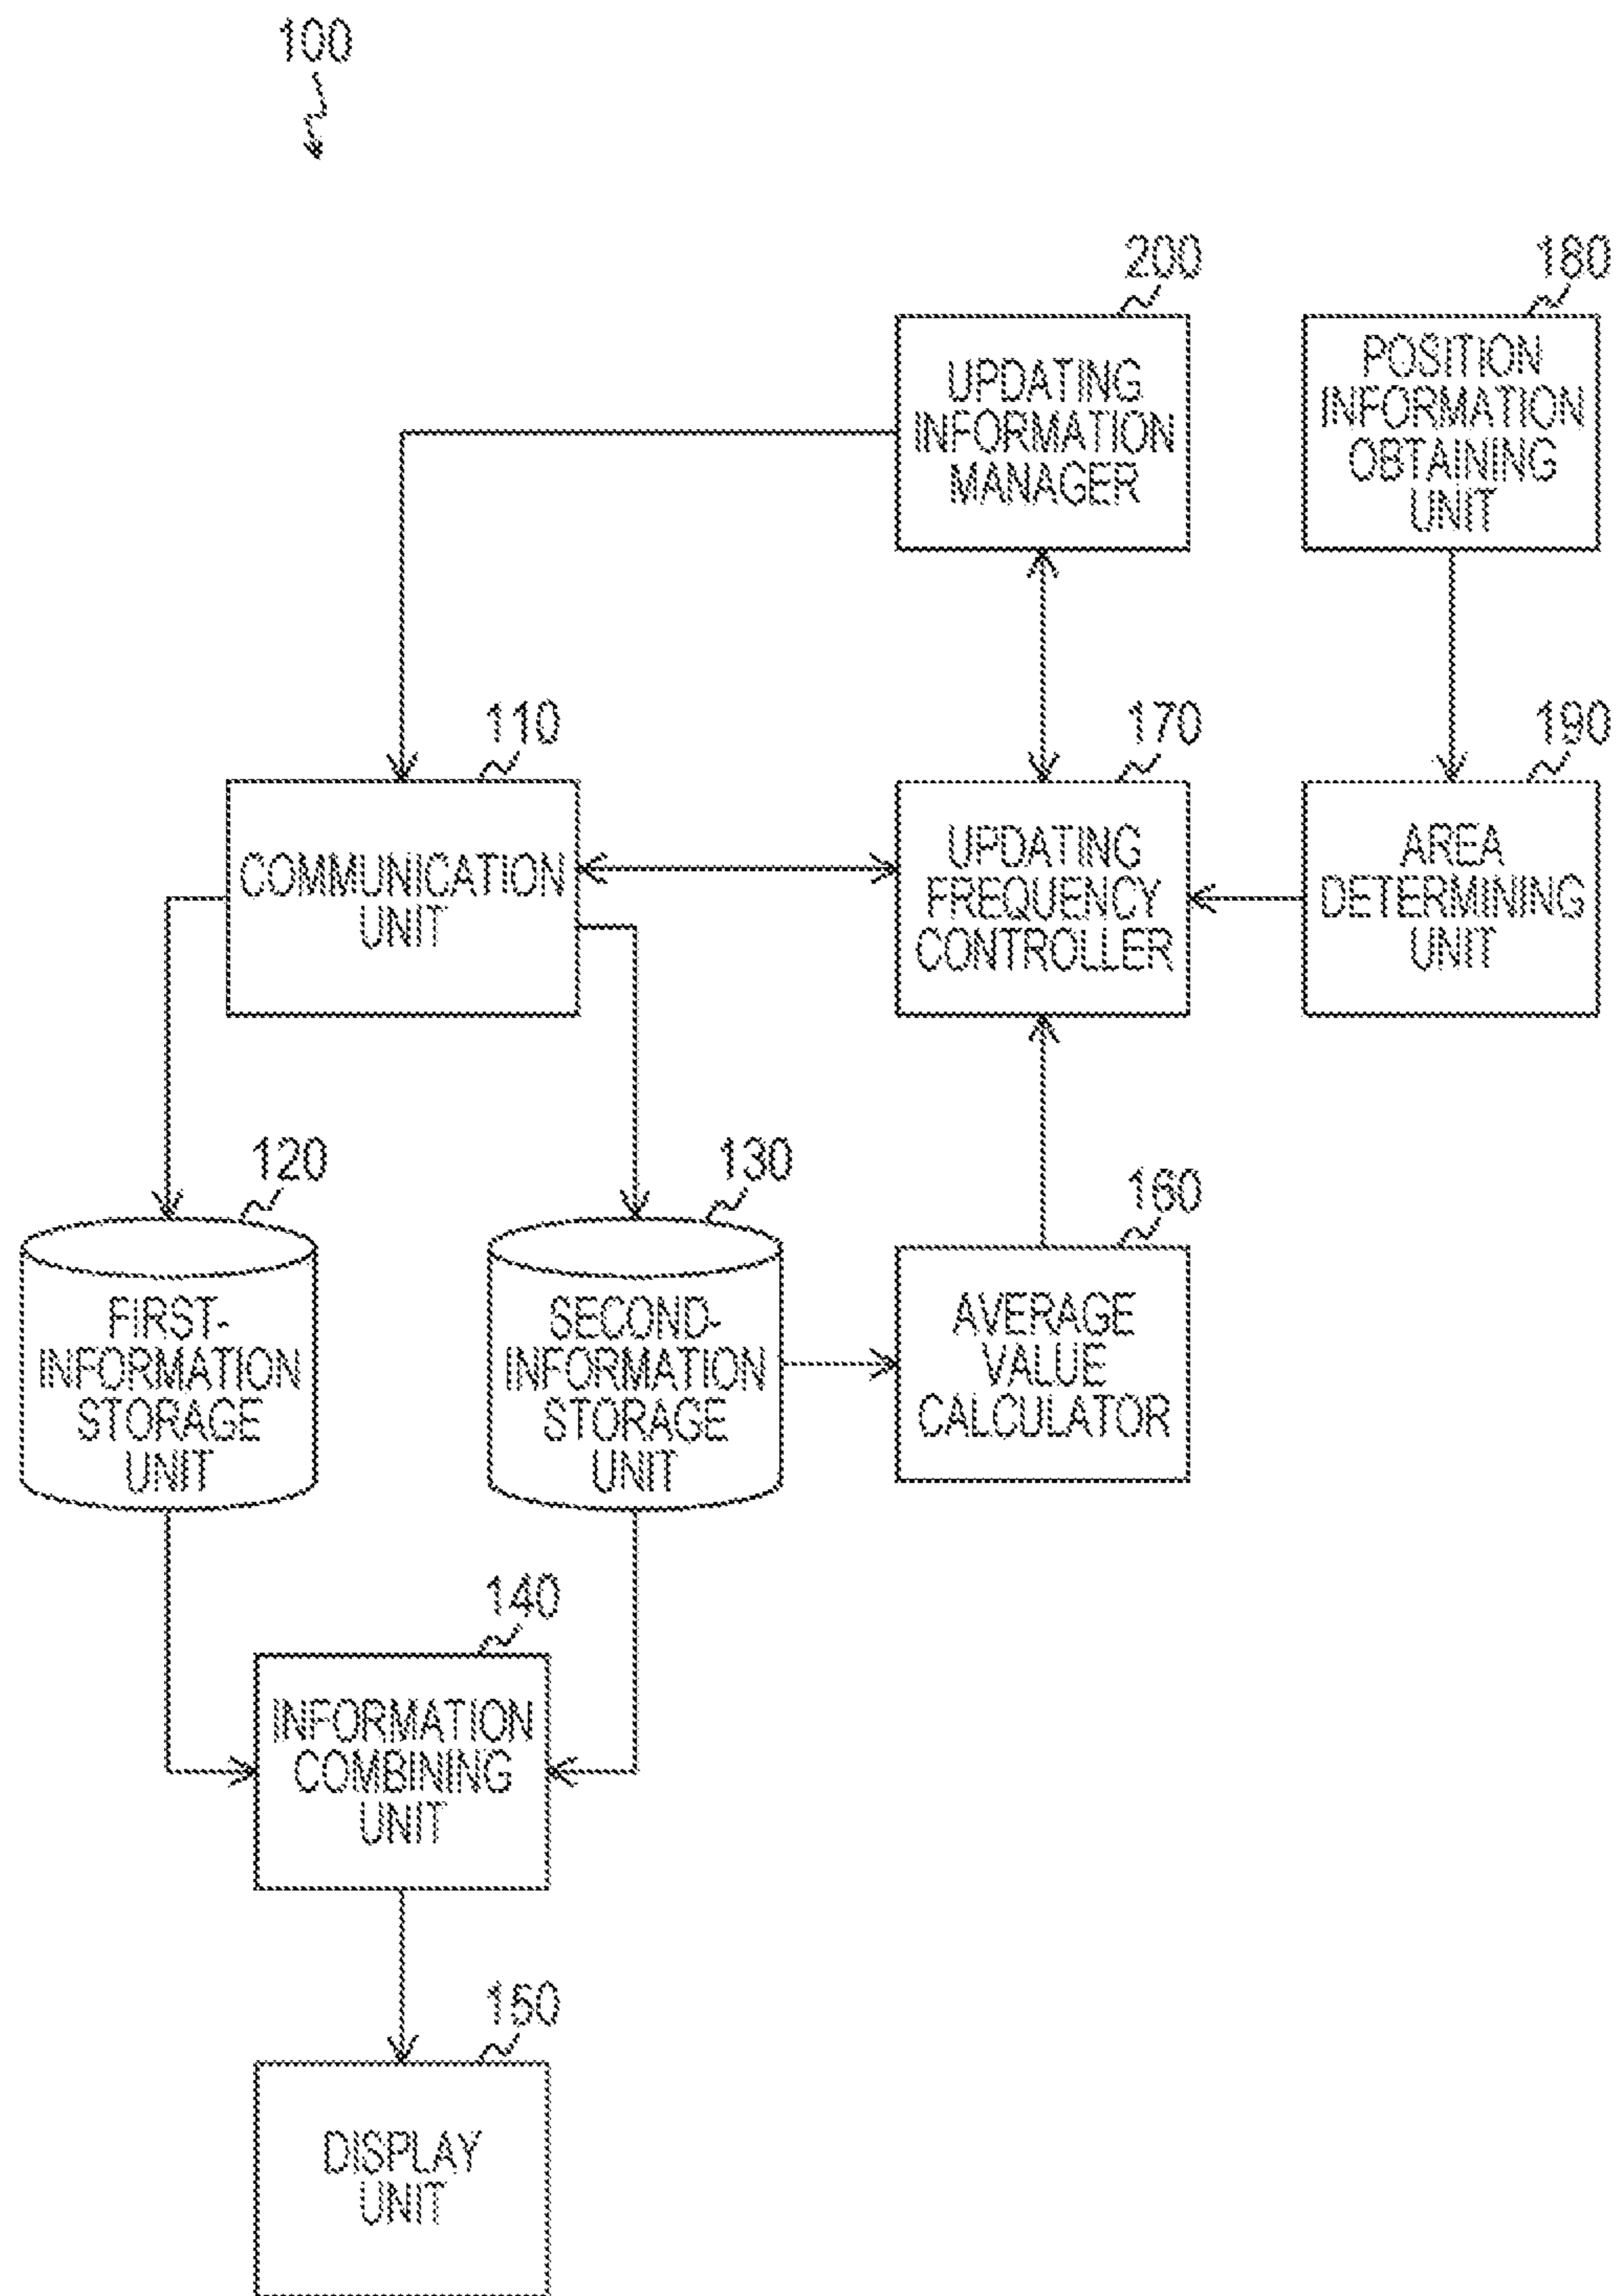 100
200
UPDATING
INFORMATION
MANAGER
180
POSITION
INFORMATION
OBTAINING
UNIT
110
COMMUNICATION
UNIT
170
UPDATING
FREQUENCY
CONTROLLER
190
AREA
DETERMINING
UNIT
120
FIRST-
INFORMATION
STORAGE
UNIT
130
SECOND-
INFORMATION
STORAGE
UNIT
160
AVERAGE
VALUE
CALCULATOR
140
INFORMATION
COMBINING
UNIT
150
DISPLAY
UNIT